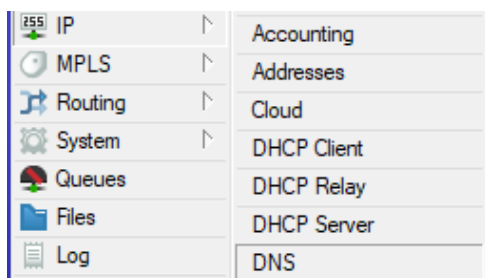 255 IP
MPLS
Routing
System
Queues
Files
Log
Accounting
Addresses
Cloud
DHCP Client
DHCP Relay
DHCP Server
DNS